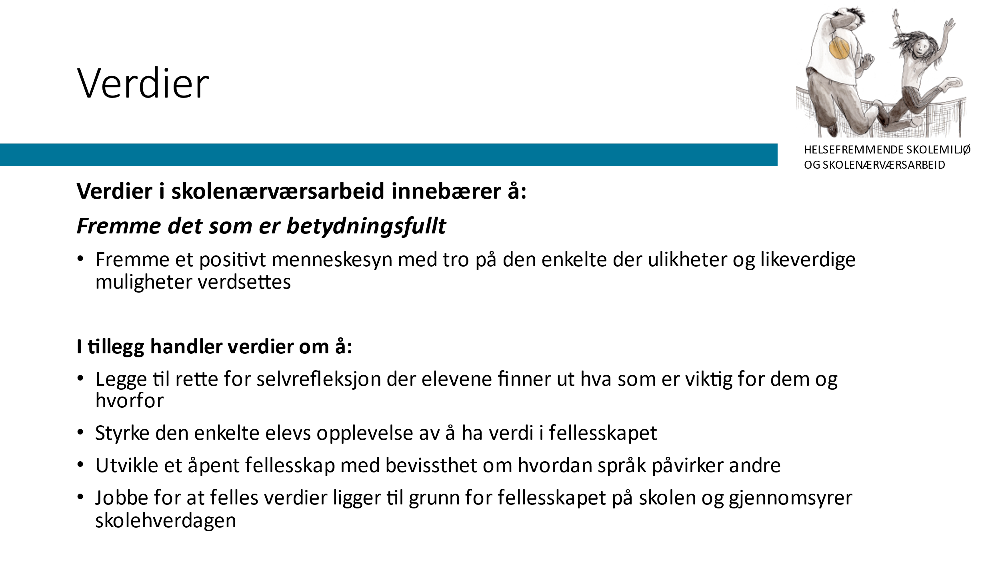 Verdier
HELSEFREMMENDE SKOLEMILJØ
OG SKOLENÆRVÆRSARBEID
Verdier i skolenærværsarbeid innebærer å:
Fremme det som er betydningsfullt
• Fremme et positivt menneskesyn med tro på den enkelte der ulikheter og likeverdige
muligheter verdsettes
I tillegg handler verdier om å:
• Legge til rette for selvrefleksjon der elevene finner ut hva som er viktig for dem og
hvorfor
• Styrke den enkelte elevs opplevelse av å ha verdi i fellesskapet
• Utvikle et åpent fellesskap med bevissthet om hvordan språk påvirker andre
• Jobbe for at felles verdier ligger til grunn for fellesskapet på skolen og gjennomsyrer
skolehverdagen